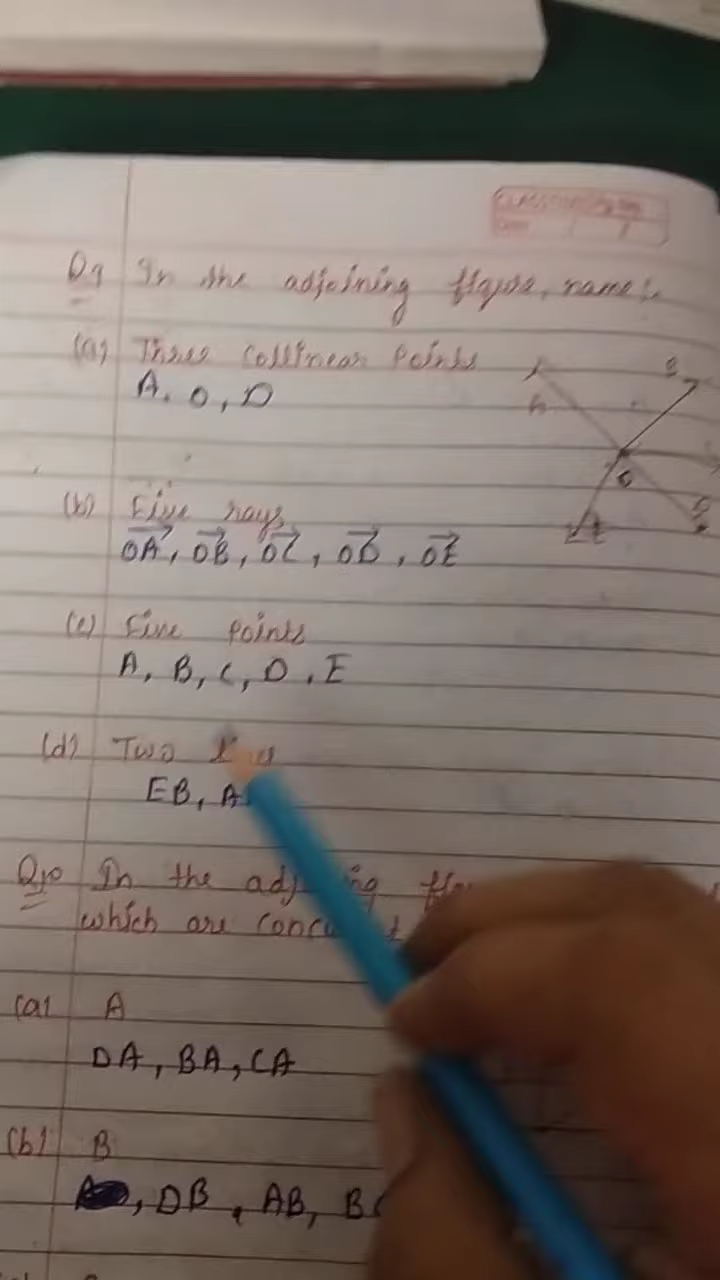 Q9 In the adjoining figure, name:
(a) Three collinear points
A, O, D
(b) Five rays
OA, OB, OC, OD, OE
(c) Five points
A, B, C, D, E
(d) Two
EB,
Q10 In the
which are
(a) A
DA, BA, CA
(b) B
DB, AB,